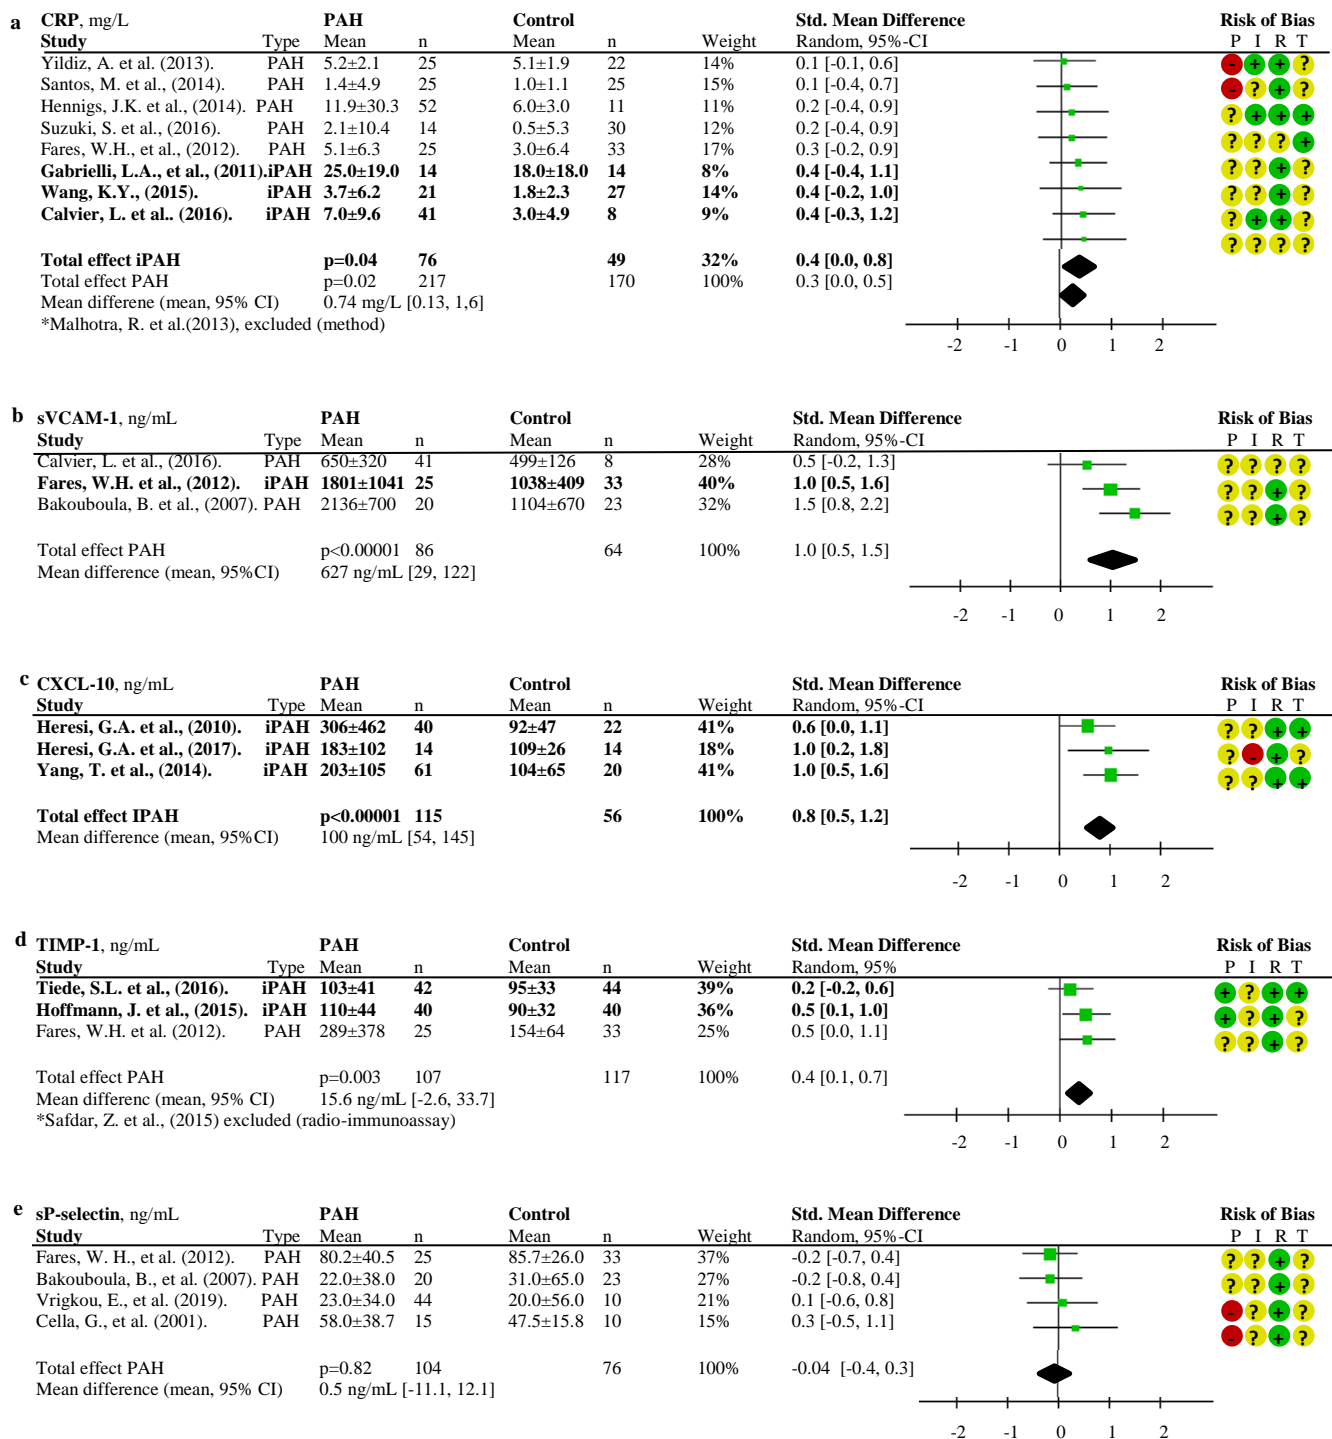 a CRP, mg/L PAH Control Std. Mean Difference Risk of Bias
Study Type Mean n Mean n Weight Random, 95%-CI P I R T
Yildiz, A. et al. (2013). PAH 5.2±2.1 25 5.1±1.9 22 14% 0.1 [-0.1, 0.6] - + + ?
Santos, M. et al. (2014). PAH 1.4±4.9 25 1.0±1.1 25 15% 0.1 [-0.4, 0.7] - ? + ?
Hennigs, J.K. et al., (2014). PAH 11.9±30.3 52 6.0±3.0 11 11% 0.2 [-0.4, 0.9] ? + + +
Suzuki, S. et al., (2016). PAH 2.1±10.4 14 0.5±5.3 30 12% 0.2 [-0.4, 0.9] ? ? ? +
Fares, W.H., et al., (2012). PAH 5.1±6.3 25 3.0±6.4 33 17% 0.3 [-0.2, 0.9] ? ? + ?
Gabrielli, L.A., et al., (2011). iPAH 25.0±19.0 14 18.0±18.0 14 8% 0.4 [-0.4, 1.1] ? ? + ?
Wang, K.Y., (2015). iPAH 3.7±6.2 21 1.8±2.3 27 14% 0.4 [-0.2, 1.0] ? + + ?
Calvier, L. et al.. (2016). iPAH 7.0±9.6 41 3.0±4.9 8 9% 0.4 [-0.3, 1.2] ? ? ? ?
Total effect iPAH p=0.04 76 49 32% 0.4 [0.0, 0.8]
Total effect PAH p=0.02 217 170 100% 0.3 [0.0, 0.5]
Mean differene (mean, 95% CI) 0.74 mg/L [0.13, 1,6]
*Malhotra, R. et al.(2013), excluded (method)
-2 -1 0 1 2
b sVCAM-1, ng/mL PAH Control Std. Mean Difference Risk of Bias
Study Type Mean n Mean n Weight Random, 95%-CI P I R T
Calvier, L. et al., (2016). PAH 650±320 41 499±126 8 28% 0.5 [-0.2, 1.3] ? ? ? ?
Fares, W.H. et al., (2012). iPAH 1801±1041 25 1038±409 33 40% 1.0 [0.5, 1.6] ? ? + ?
Bakouboula, B. et al., (2007). PAH 2136±700 20 1104±670 23 32% 1.5 [0.8, 2.2] ? ? + ?
Total effect PAH p<0.00001 86 64 100% 1.0 [0.5, 1.5]
Mean difference (mean, 95%CI) 627 ng/mL [29, 122]
-2 -1 0 1 2
c CXCL-10, ng/mL PAH Control Std. Mean Difference Risk of Bias
Study Type Mean n Mean n Weight Random, 95%-CI P I R T
Heresi, G.A. et al., (2010). iPAH 306±462 40 92±47 22 41% 0.6 [0.0, 1.1] ? ? + +
Heresi, G.A. et al., (2017). iPAH 183±102 14 109±26 14 18% 1.0 [0.2, 1.8] ? - + ?
Yang, T. et al., (2014). iPAH 203±105 61 104±65 20 41% 1.0 [0.5, 1.6] ? ? + +
Total effect IPAH p<0.00001 115 56 100% 0.8 [0.5, 1.2]
Mean difference (mean, 95%CI) 100 ng/mL [54, 145]
-2 -1 0 1 2
d TIMP-1, ng/mL PAH Control Std. Mean Difference Risk of Bias
Study Type Mean n Mean n Weight Random, 95% P I R T
Tiede, S.L. et al., (2016). iPAH 103±41 42 95±33 44 39% 0.2 [-0.2, 0.6] + ? + +
Hoffmann, J. et al., (2015). iPAH 110±44 40 90±32 40 36% 0.5 [0.1, 1.0] + ? + ?
Fares, W.H. et al. (2012). PAH 289±378 25 154±64 33 25% 0.5 [0.0, 1.1] ? ? + ?
Total effect PAH p=0.003 107 117 100% 0.4 [0.1, 0.7]
Mean differenc (mean, 95% CI) 15.6 ng/mL [-2.6, 33.7]
*Safdar, Z. et al., (2015) excluded (radio-immunoassay)
-2 -1 0 1 2
e sP-selectin, ng/mL PAH Control Std. Mean Difference Risk of Bias
Study Type Mean n Mean n Weight Random, 95%-CI P I R T
Fares, W. H., et al. (2012). PAH 80.2±40.5 25 85.7±26.0 33 37% -0.2 [-0.7, 0.4] ? ? + ?
Bakouboula, B., et al. (2007). PAH 22.0±38.0 20 31.0±65.0 23 27% -0.2 [-0.8, 0.4] ? ? + ?
Vrigkou, E., et al. (2019). PAH 23.0±34.0 44 20.0±56.0 10 21% 0.1 [-0.6, 0.8] - ? + ?
Cella, G., et al. (2001). PAH 58.0±38.7 15 47.5±15.8 10 15% 0.3 [-0.5, 1.1] - ? + ?
Total effect PAH p=0.82 104 76 100% -0.04 [-0.4, 0.3]
Mean difference (mean, 95% CI) 0.5 ng/mL [-11.1, 12.1]
-2 -1 0 1 2